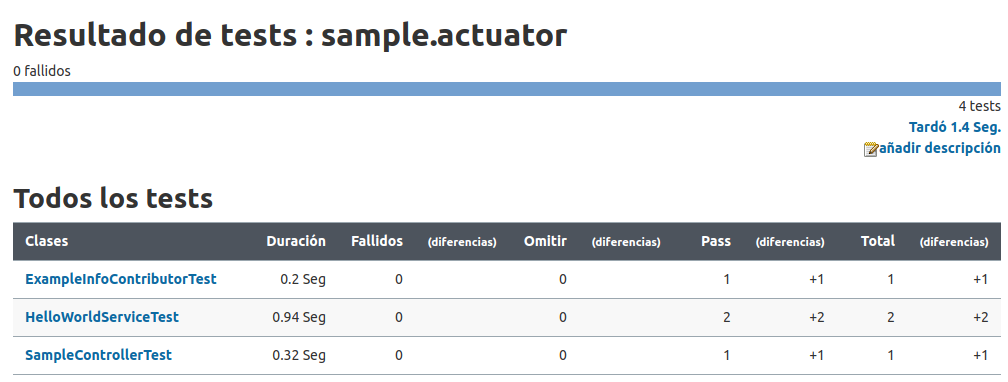 Resultado de tests : sample.actuator
0 fallidos
4 tests
Tardó 1.4 Seg.
añadir descripción
Todos los tests
Clases Duración Fallidos (diferencias) Omitir (diferencias) Pass (diferencias) Total (diferencias)
ExampleInfoContributorTest 0.2 Seg 0 0 1 +1 1 +1
HelloWorldServiceTest 0.94 Seg 0 0 2 +2 2 +2
SampleControllerTest 0.32 Seg 0 0 1 +1 1 +1